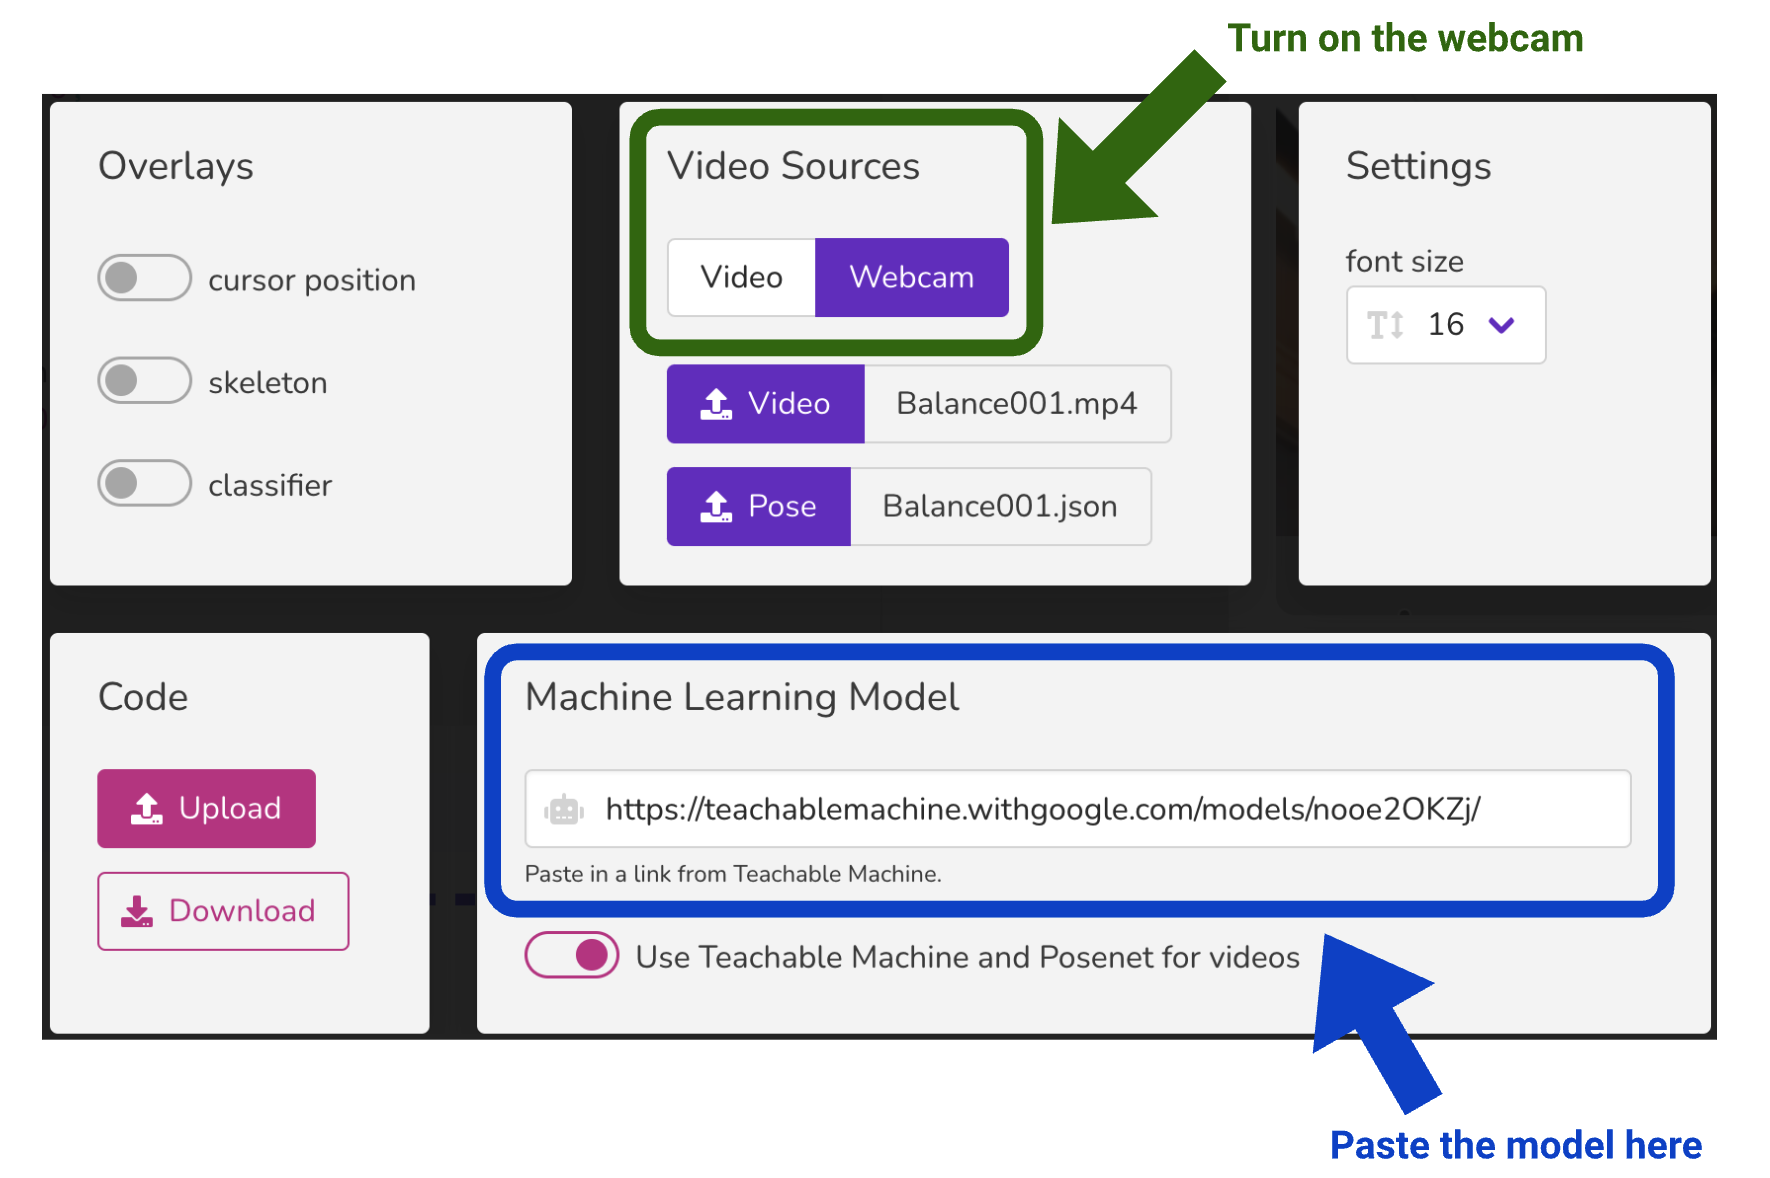 Turn on the webcam
Overlays
cursor position
skeleton
classifier
Video Sources
Video Webcam
Video Balance001.mp4
Pose Balance001.json
Settings
font size
16
Code
Upload
Download
Machine Learning Model
https://teachablemachine.withgoogle.com/models/nooe2OKZj/
Paste in a link from Teachable Machine.
Use Teachable Machine and Posenet for videos
Paste the model here